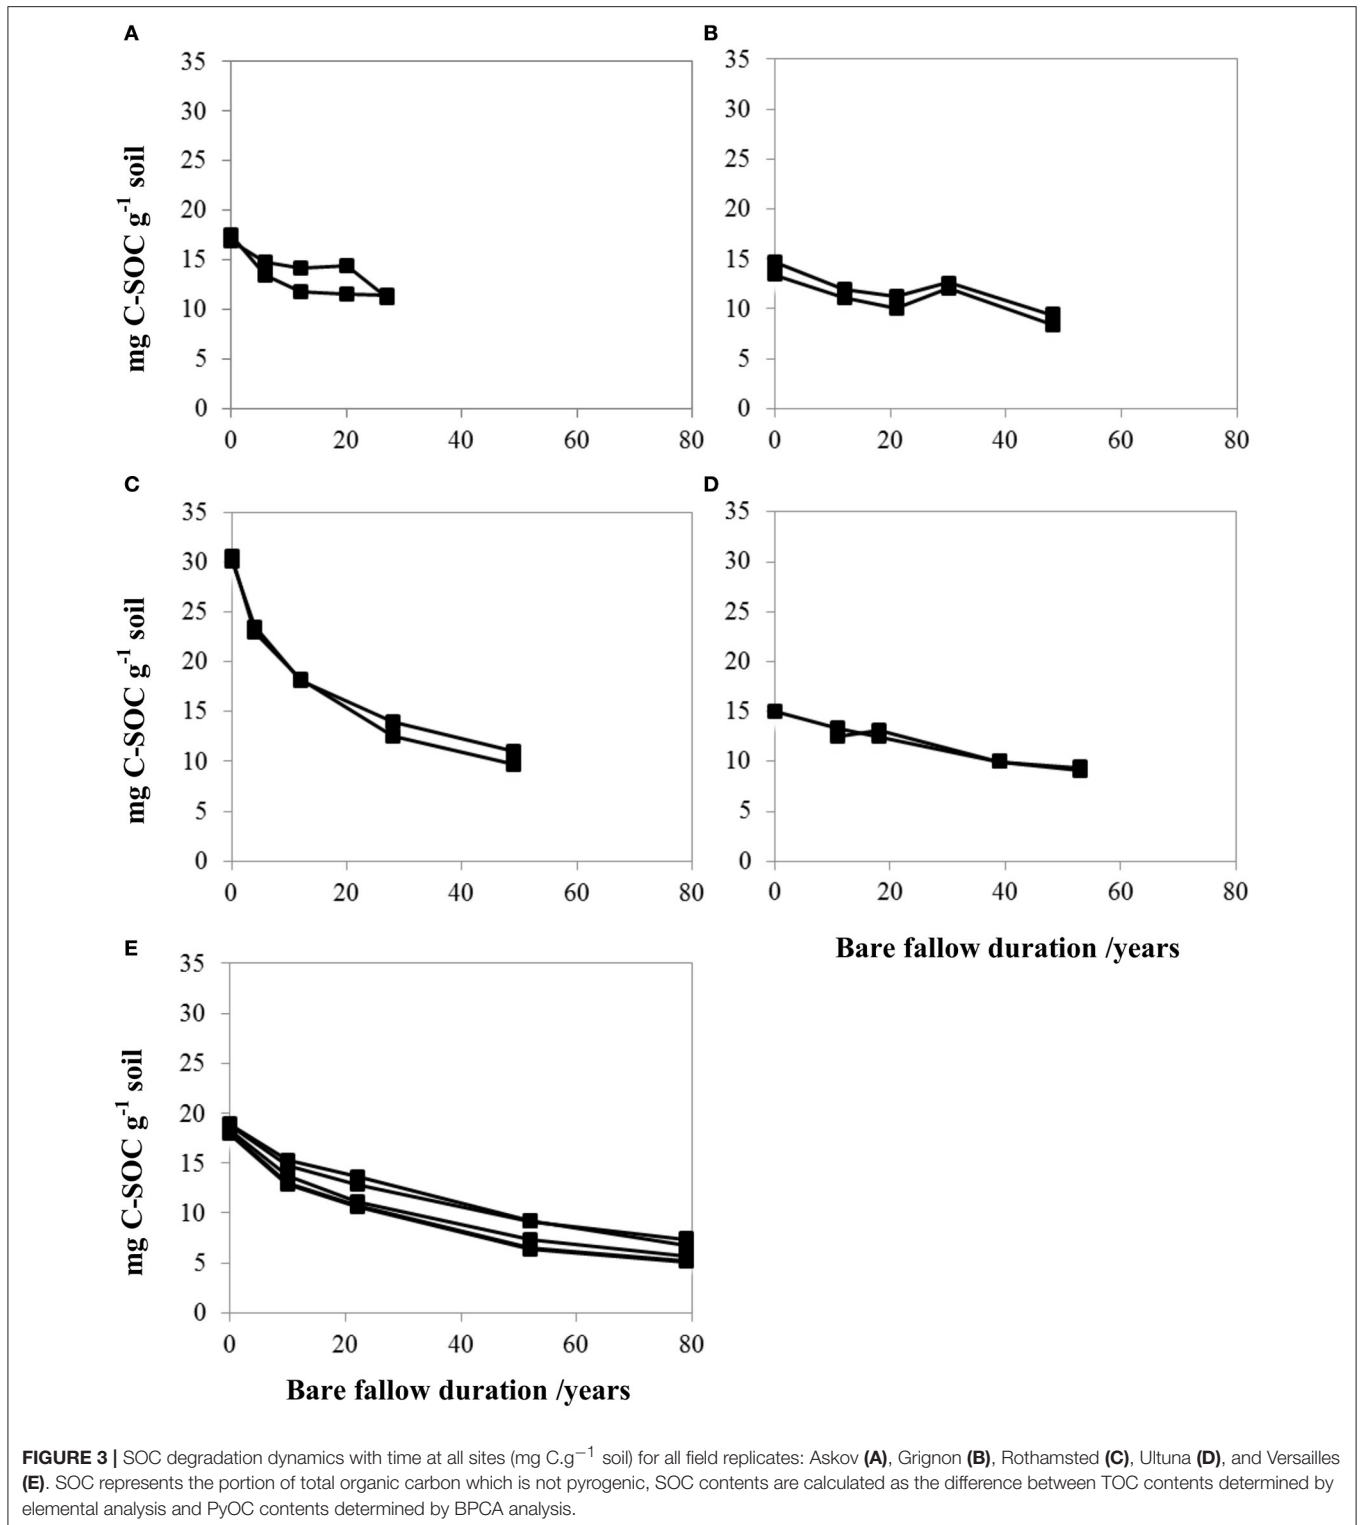 A
35
30
25
20
15
10
5
0
0 20 40 60 80
mg C-SOC g-1 soil
B
35
30
25
20
15
10
5
0
0 20 40 60 80
C
35
30
25
20
15
10
5
0
0 20 40 60 80
mg C-SOC g-1 soil
D
35
30
25
20
15
10
5
0
0 20 40 60 80
Bare fallow duration /years
E
35
30
25
20
15
10
5
0
0 20 40 60 80
mg C-SOC g-1 soil
Bare fallow duration /years
FIGURE 3 | SOC degradation dynamics with time at all sites (mg C.g−1 soil) for all field replicates: Askov (A), Grignon (B), Rothamsted (C), Ultuna (D), and Versailles
(E). SOC represents the portion of total organic carbon which is not pyrogenic, SOC contents are calculated as the difference between TOC contents determined by
elemental analysis and PyOC contents determined by BPCA analysis.